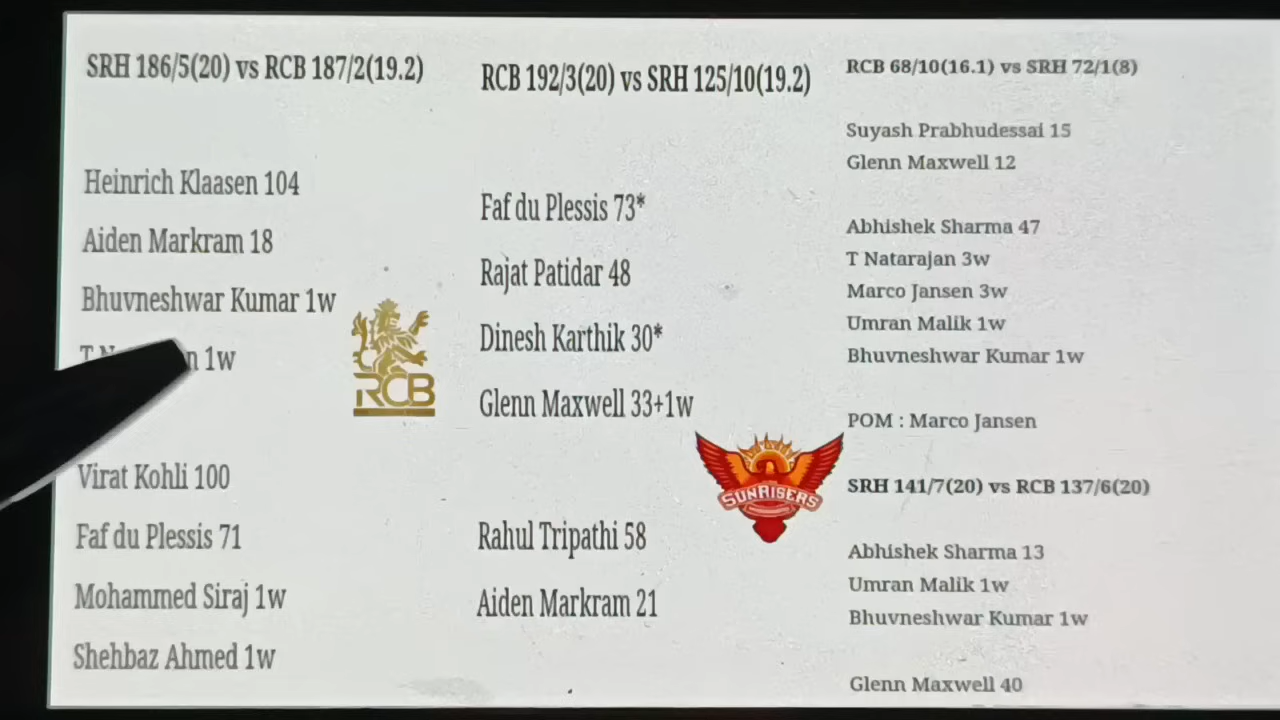 SRH 186/5(20) vs RCB 187/2(19.2)
Heinrich Klaasen 104
Aiden Markram 18
Bhuvneshwar Kumar 1w
1w
Virat Kohli 100
Faf du Plessis 71
Mohammed Siraj 1w
Shehbaz Ahmed 1w
RCB
RCB 192/3(20) vs SRH 125/10(19.2)
Faf du Plessis 73*
Rajat Patidar 48
Dinesh Karthik 30*
Glenn Maxwell 33+1w
Rahul Tripathi 58
Aiden Markram 21
SUNRISERS
RCB 68/10(16.1) vs SRH 72/1(8)
Suyash Prabhudessai 15
Glenn Maxwell 12
Abhishek Sharma 47
T Natarajan 3w
Marco Jansen 3w
Umran Malik 1w
Bhuvneshwar Kumar 1w
POM : Marco Jansen
SRH 141/7(20) vs RCB 137/6(20)
Abhishek Sharma 13
Umran Malik 1w
Bhuvneshwar Kumar 1w
Glenn Maxwell 40